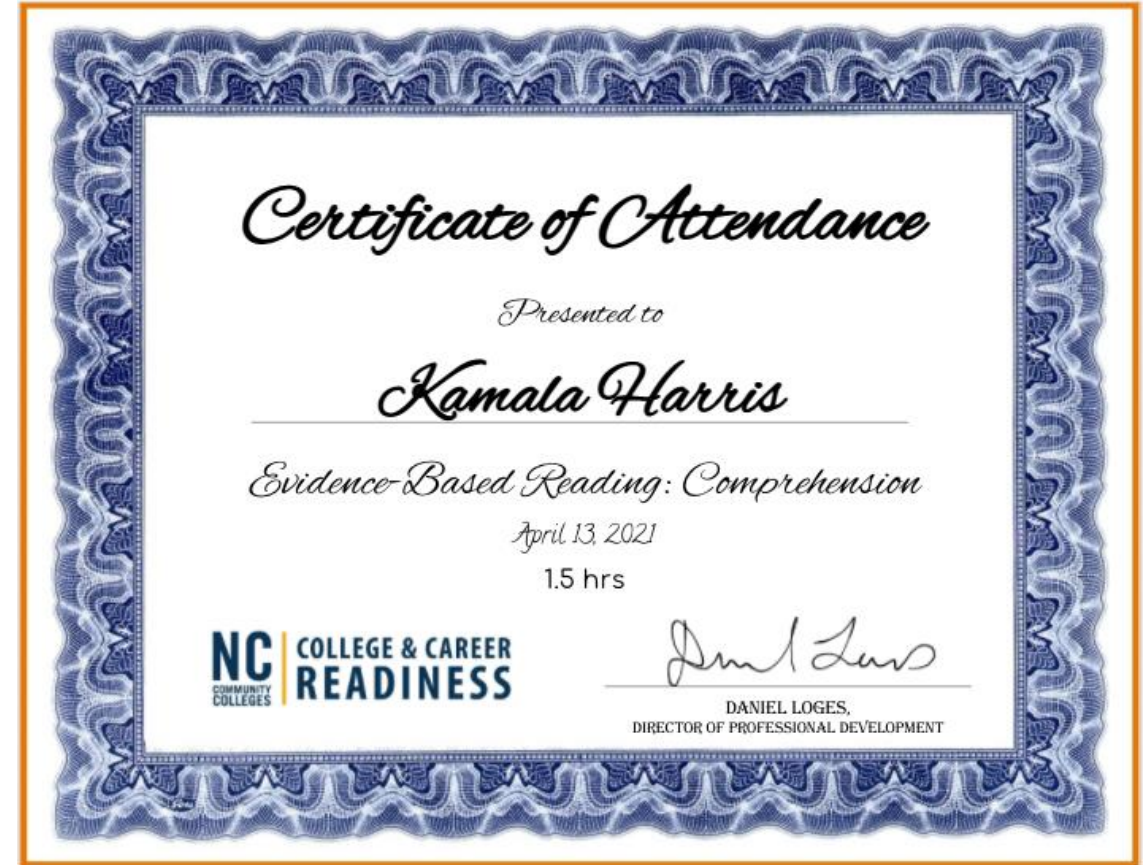 Certificate of Attendance
Presented to
Kamala Harris
Evidence-Based Reading: Comprehension
April 13, 2021
1.5 hrs
NC
COMMUNITY
COLLEGES
COLLEGE & CAREER
READINESS
DANIEL LOGES,
DIRECTOR OF PROFESSIONAL DEVELOPMENT